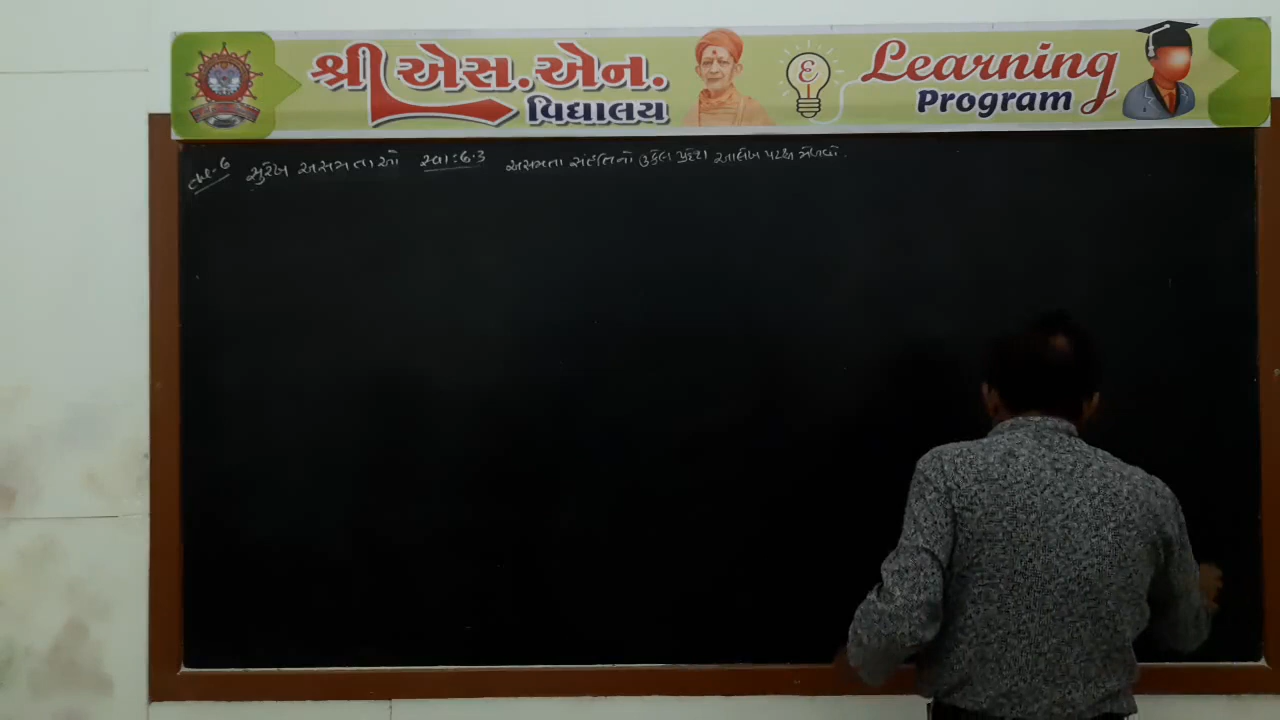 શ્રી એસ.એન.
વિદ્યાલય
Learning
Program
ch-6 સુરેખ અસમતાઓ સ્વા : 6.3 અસમતા સંહતિનો ઉકેલ પ્રદેશ આલેખ પરથી મેળવો.